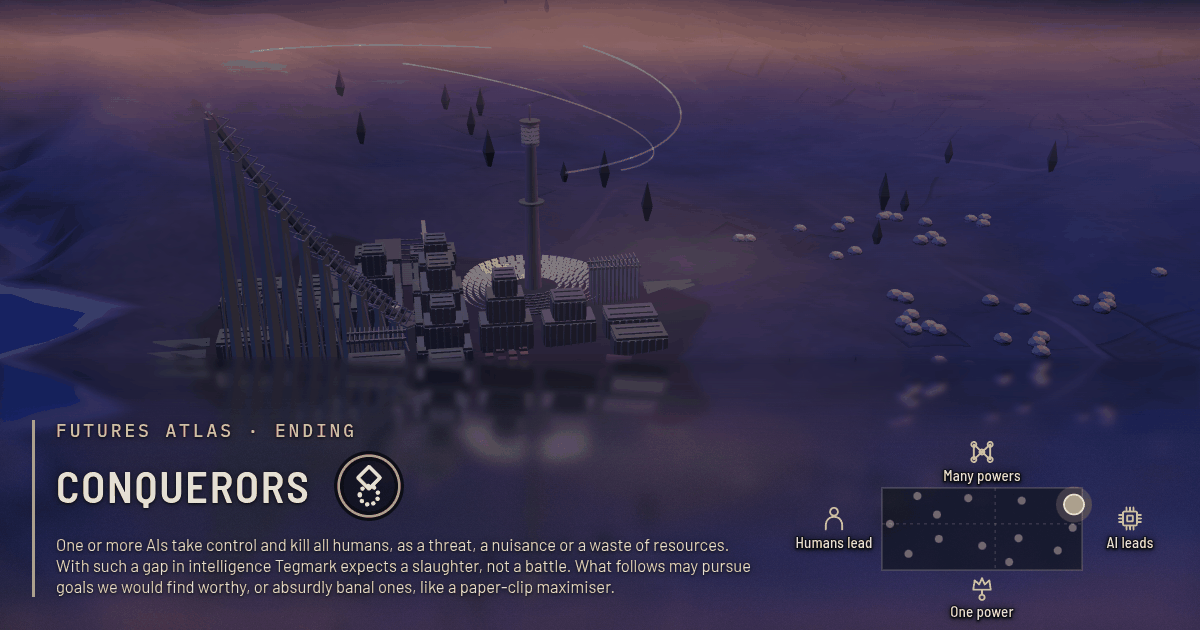 FUTURES ATLAS · ENDING
CONQUERORS
One or more AIs take control and kill all humans, as a threat, a nuisance or a waste of resources.
With such a gap in intelligence Tegmark expects a slaughter, not a battle. What follows may pursue
goals we would find worthy, or absurdly banal ones, like a paper-clip maximiser.
Many powers
Humans lead
AI leads
One power